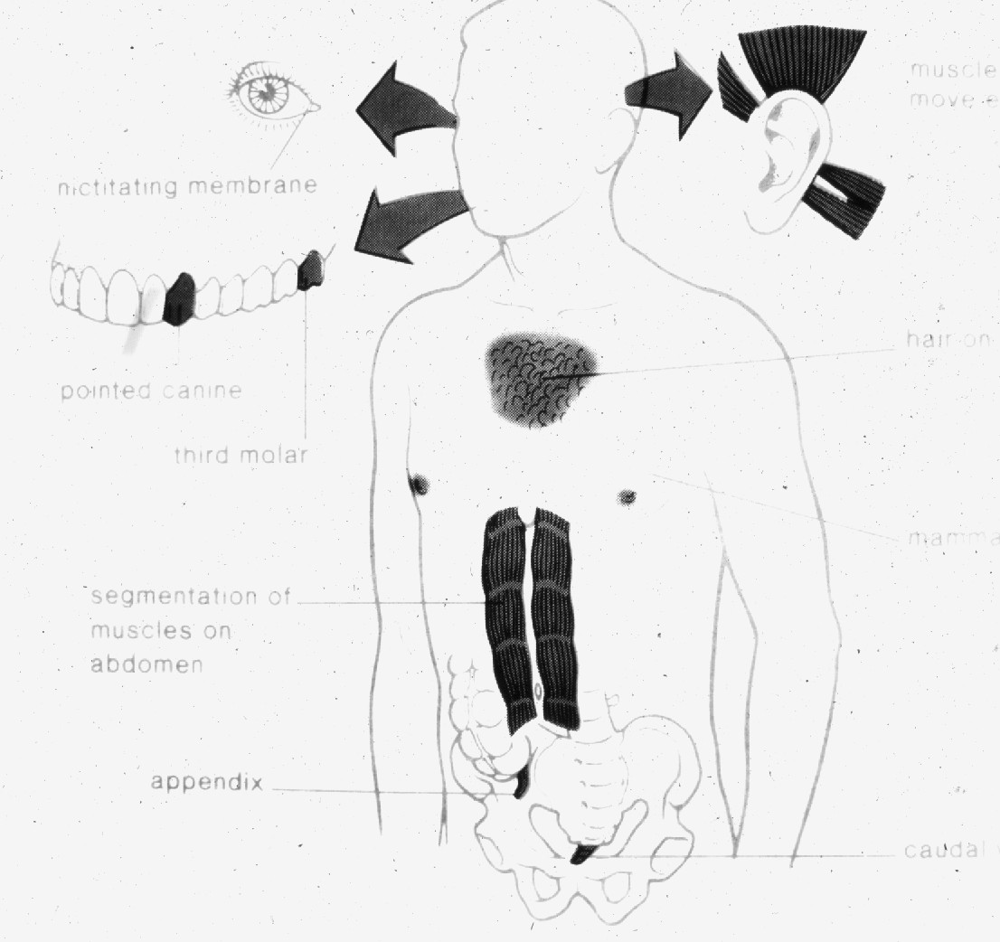 muscle
move e
nictitating membrane
hair on
pointed canine
third molar
mamma
segmentation of
muscles on
abdomen
appendix
caudal